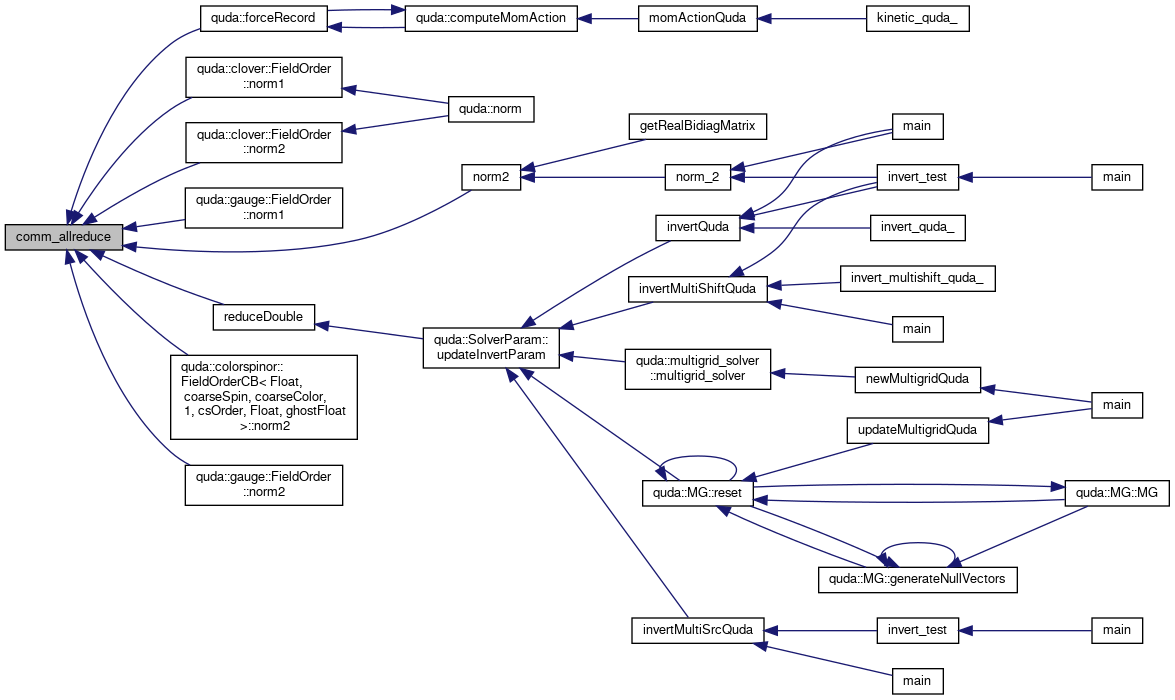 quda::forceRecord
quda::computeMomAction
momActionQuda
kinetic_quda_
quda::clover::FieldOrder
::norm1
quda::norm
quda::clover::FieldOrder
::norm2
getRealBidiagMatrix
main
norm2
norm_2
invert_test
main
quda::gauge::FieldOrder
::norm1
comm_allreduce
invertQuda
invert_quda_
invertMultiShiftQuda
invert_multishift_quda_
reduceDouble
main
quda::SolverParam::
updateInvertParam
quda::multigrid_solver
::multigrid_solver
newMultigridQuda
quda::colorspinor::
FieldOrderCB< Float,
coarseSpin, coarseColor,
1, csOrder, Float, ghostFloat
>::norm2
main
updateMultigridQuda
quda::gauge::FieldOrder
::norm2
quda::MG::reset
quda::MG::MG
quda::MG::generateNullVectors
invertMultiSrcQuda
invert_test
main
main